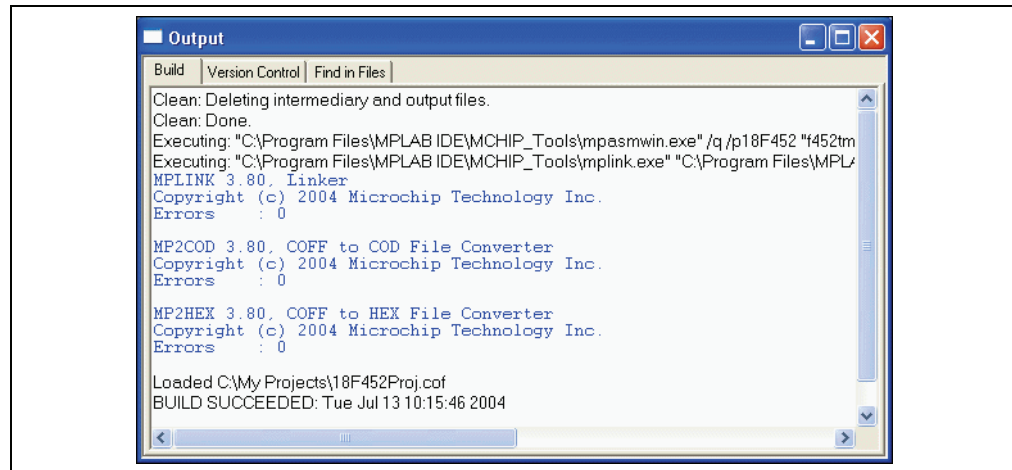 Output
Build Version Control Find in Files
Clean: Deleting intermediary and output files.
Clean: Done.
Executing: "C:\Program Files\MPLAB IDE\MCHIP_Tools\mpasmwin.exe" /q /p18F452 "f452tm
Executing: "C:\Program Files\MPLAB IDE\MCHIP_Tools\mplink.exe" "C:\Program Files\MPLA
MPLINK 3.80, Linker
Copyright (c) 2004 Microchip Technology Inc.
Errors    : 0
MP2COD 3.80, COFF to COD File Converter
Copyright (c) 2004 Microchip Technology Inc.
Errors    : 0
MP2HEX 3.80, COFF to HEX File Converter
Copyright (c) 2004 Microchip Technology Inc.
Errors    : 0
Loaded C:\My Projects\18F452Proj.cof
BUILD SUCCEEDED: Tue Jul 13 10:15:46 2004